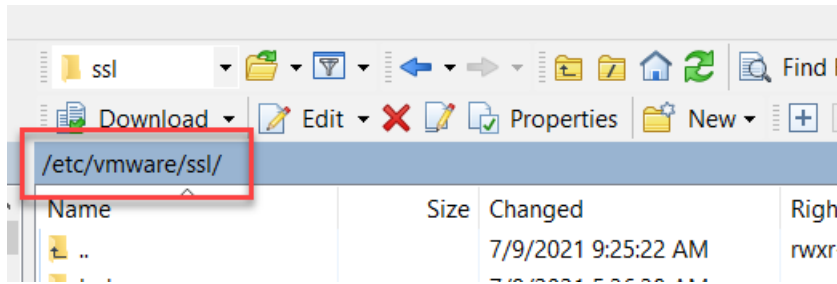 ssl
Find
Download Edit Properties New
/etc/vmware/ssl/
Name Size Changed Righ
.. 7/9/2021 9:25:22 AM rwxr